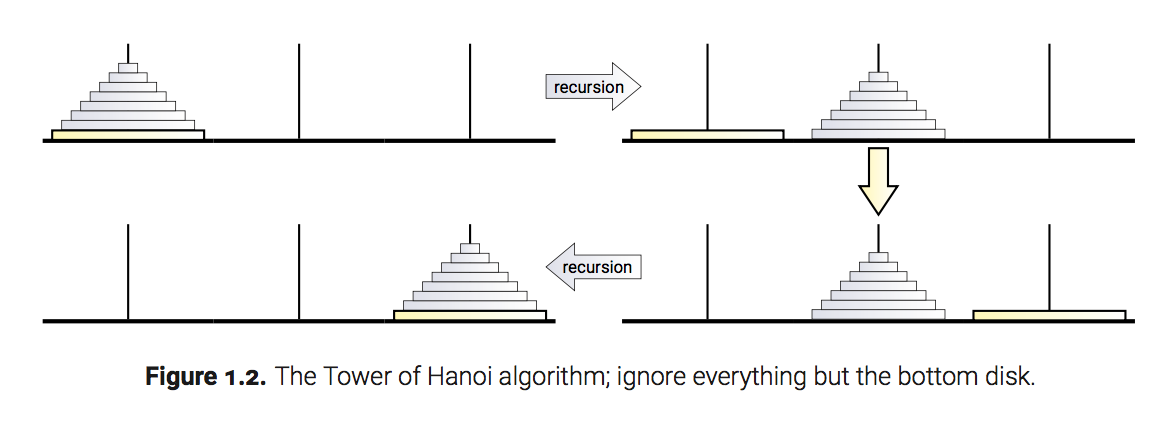 recursion
recursion
Figure 1.2. The Tower of Hanoi algorithm; ignore everything but the bottom disk.